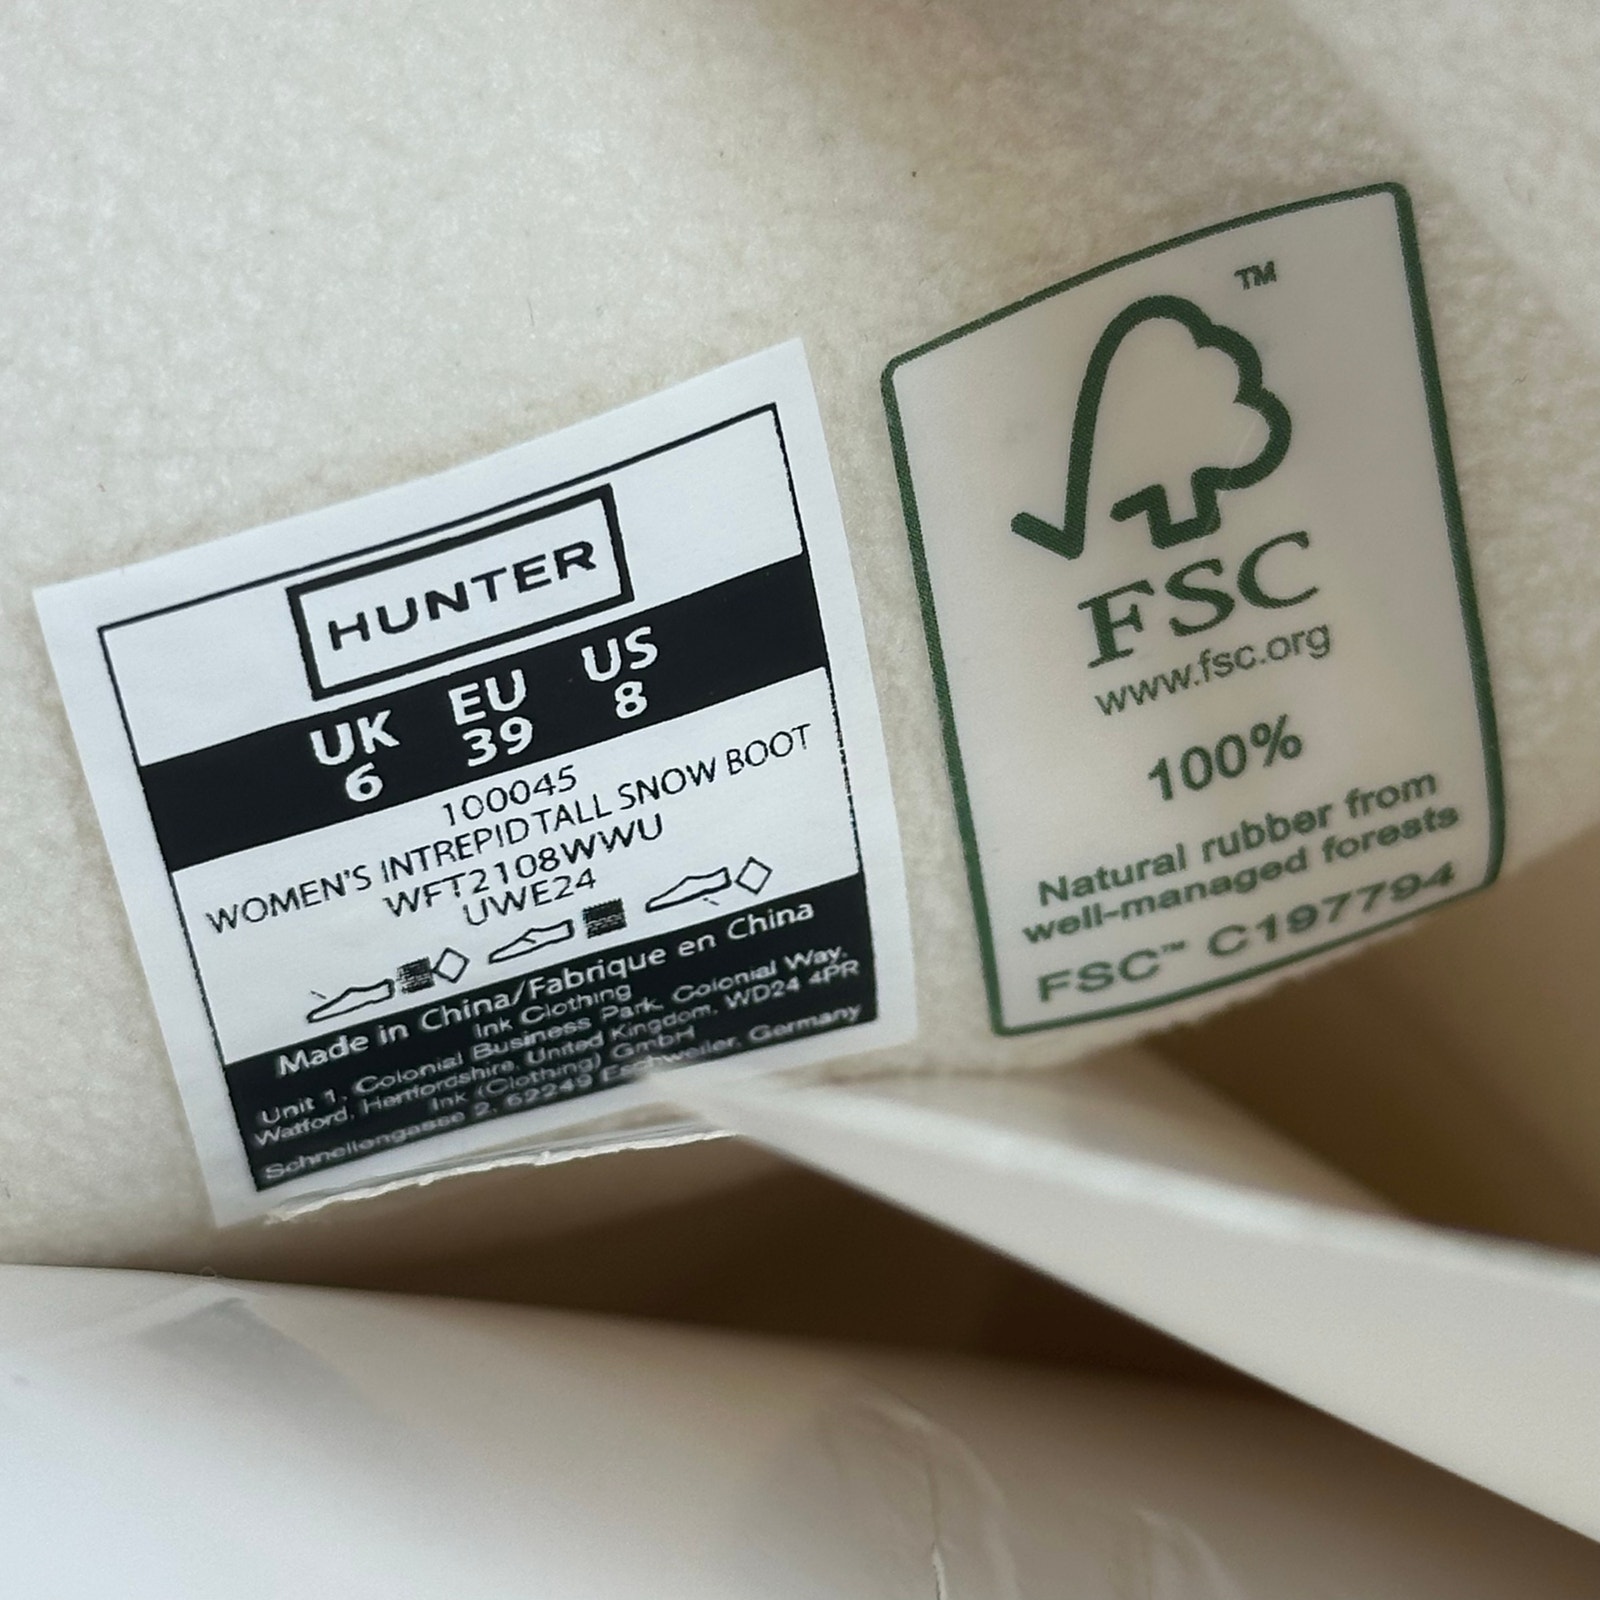 HUNTER
UK EU US
6 39 8
100045
WOMEN'S INTREPID TALL SNOW BOOT
WFT2108WWU
UWE24
Made in China/Fabrique en China
Ink Clothing
Unit 1, Colonial Business Park, Colonial Way,
Watford, Hertfordshire, United Kingdom, WD24 4PR
Ink (Clothing) GmbH
Schnellengasse 2, 52249 Eschweiler, Germany
TM
FSC
www.fsc.org
100%
Natural rubber from
well-managed forests
FSC™ C197794